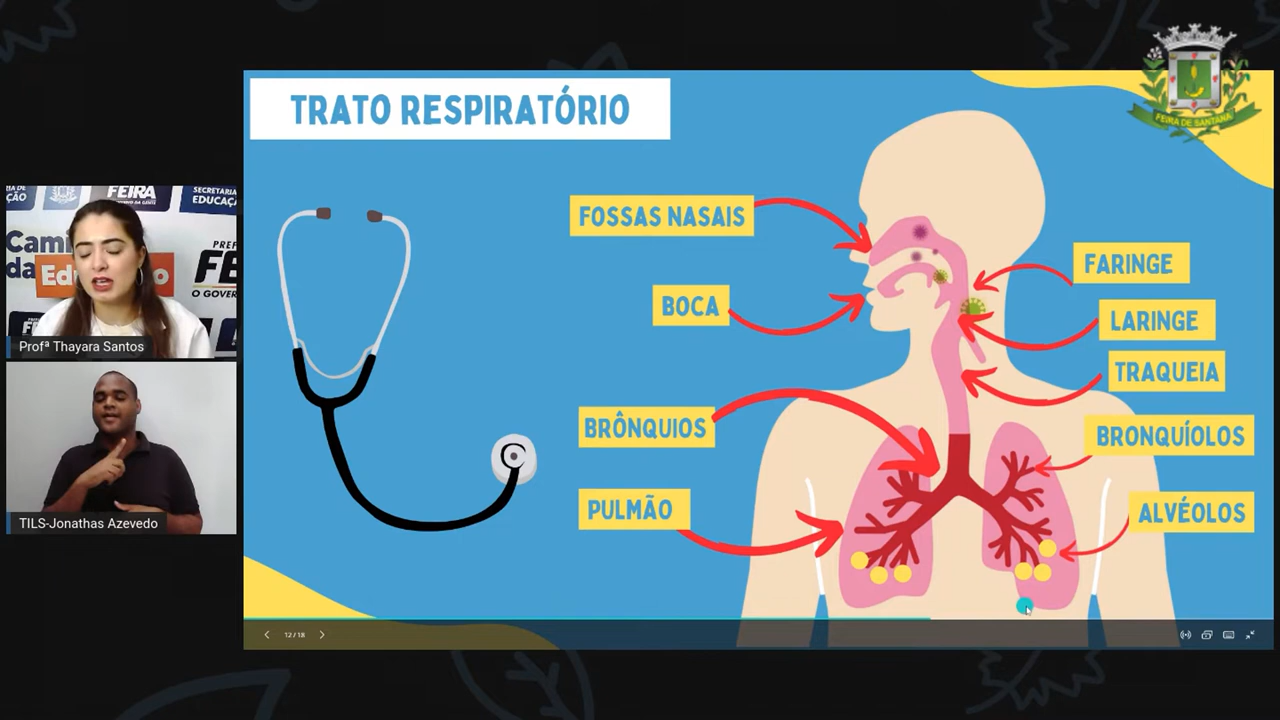 TRATO RESPIRATÓRIO
FEIRA DE SANTANA
FOSSAS NASAIS
BOCA
BRÔNQUIOS
PULMÃO
FARINGE
LARINGE
TRAQUEIA
BRONQUÍOLOS
ALVÉOLOS
FEIRA
SECRETARIA
EDUCAÇ
Profª Thayara Santos
TILS-Jonathas Azevedo
12 / 18